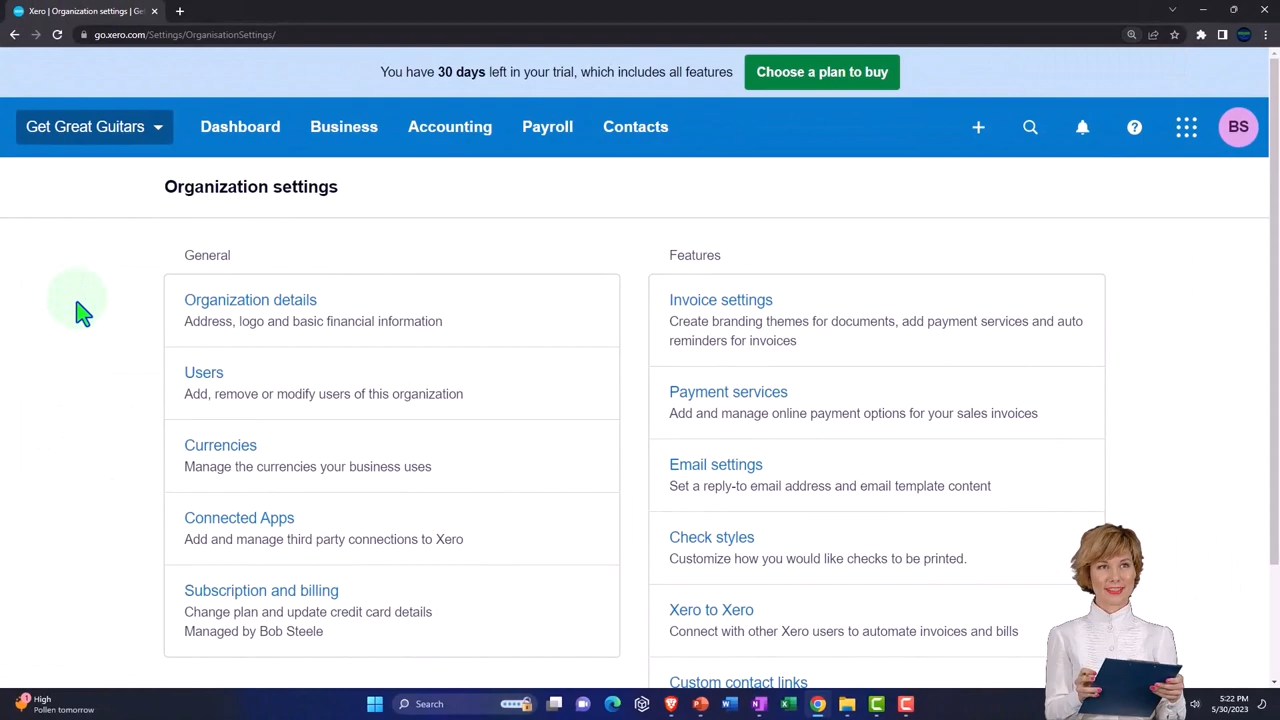 Xero | Organization settings | Get
go.xero.com/Settings/OrganisationSettings/
You have 30 days left in your trial, which includes all features
Choose a plan to buy
Get Great Guitars
Dashboard
Business
Accounting
Payroll
Contacts
BS
Organization settings
General
Organization details
Address, logo and basic financial information
Users
Add, remove or modify users of this organization
Currencies
Manage the currencies your business uses
Connected Apps
Add and manage third party connections to Xero
Subscription and billing
Change plan and update credit card details
Managed by Bob Steele
Features
Invoice settings
Create branding themes for documents, add payment services and auto
reminders for invoices
Payment services
Add and manage online payment options for your sales invoices
Email settings
Set a reply-to email address and email template content
Check styles
Customize how you would like checks to be printed.
Xero to Xero
Connect with other Xero users to automate invoices and bills
Custom contact links
1
High
Pollen tomorrow
Search
5:22 PM
5/30/2023